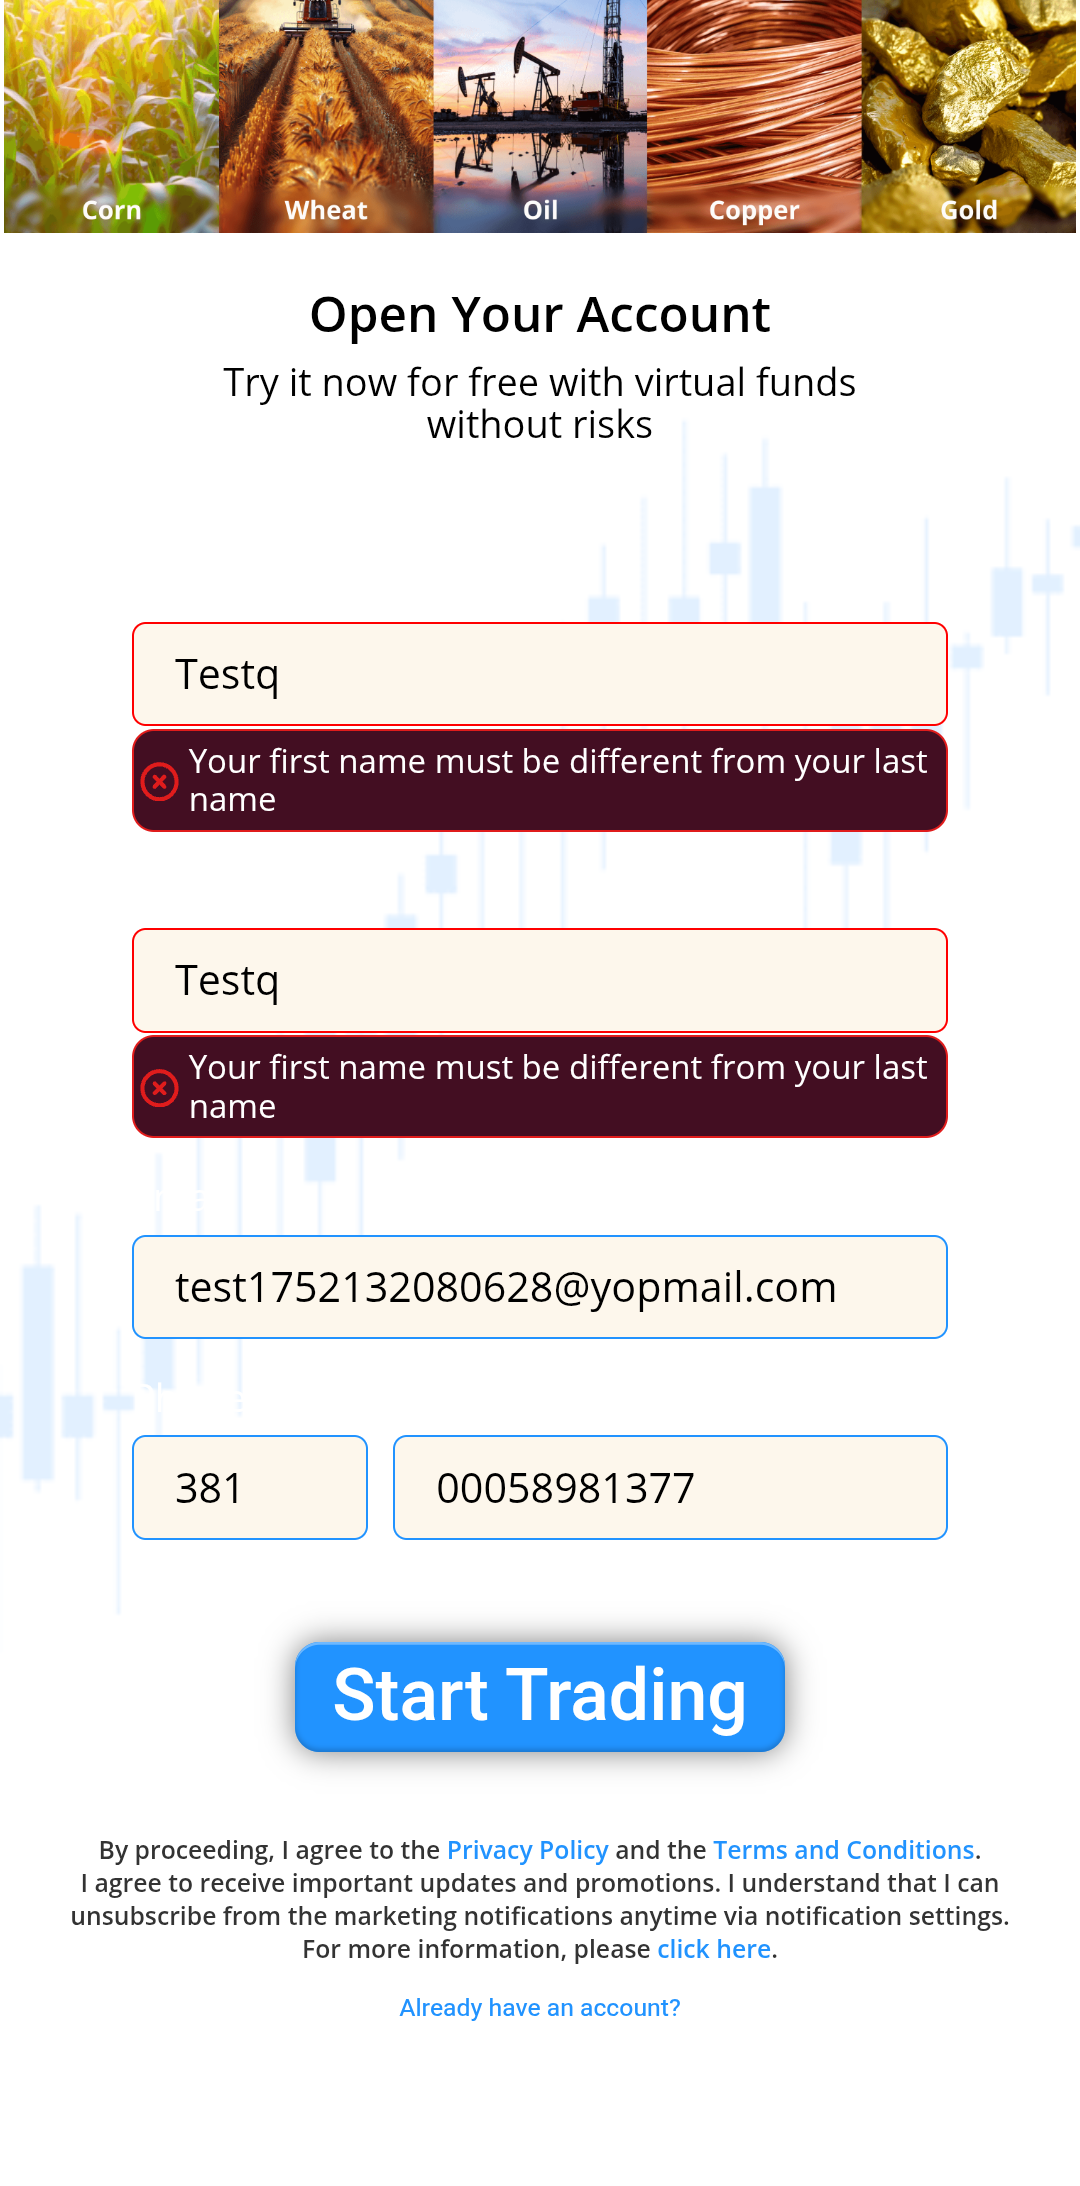 Corn
Wheat
Oil
Copper
Gold
Open Your Account
Try it now for free with virtual funds
without risks
Testq
Your first name must be different from your last
name
Testq
Your first name must be different from your last
name
test1752132080628@yopmail.com
381
00058981377
Start Trading
By proceeding, I agree to the Privacy Policy and the Terms and Conditions.
I agree to receive important updates and promotions. I understand that I can
unsubscribe from the marketing notifications anytime via notification settings.
For more information, please click here.
Already have an account?